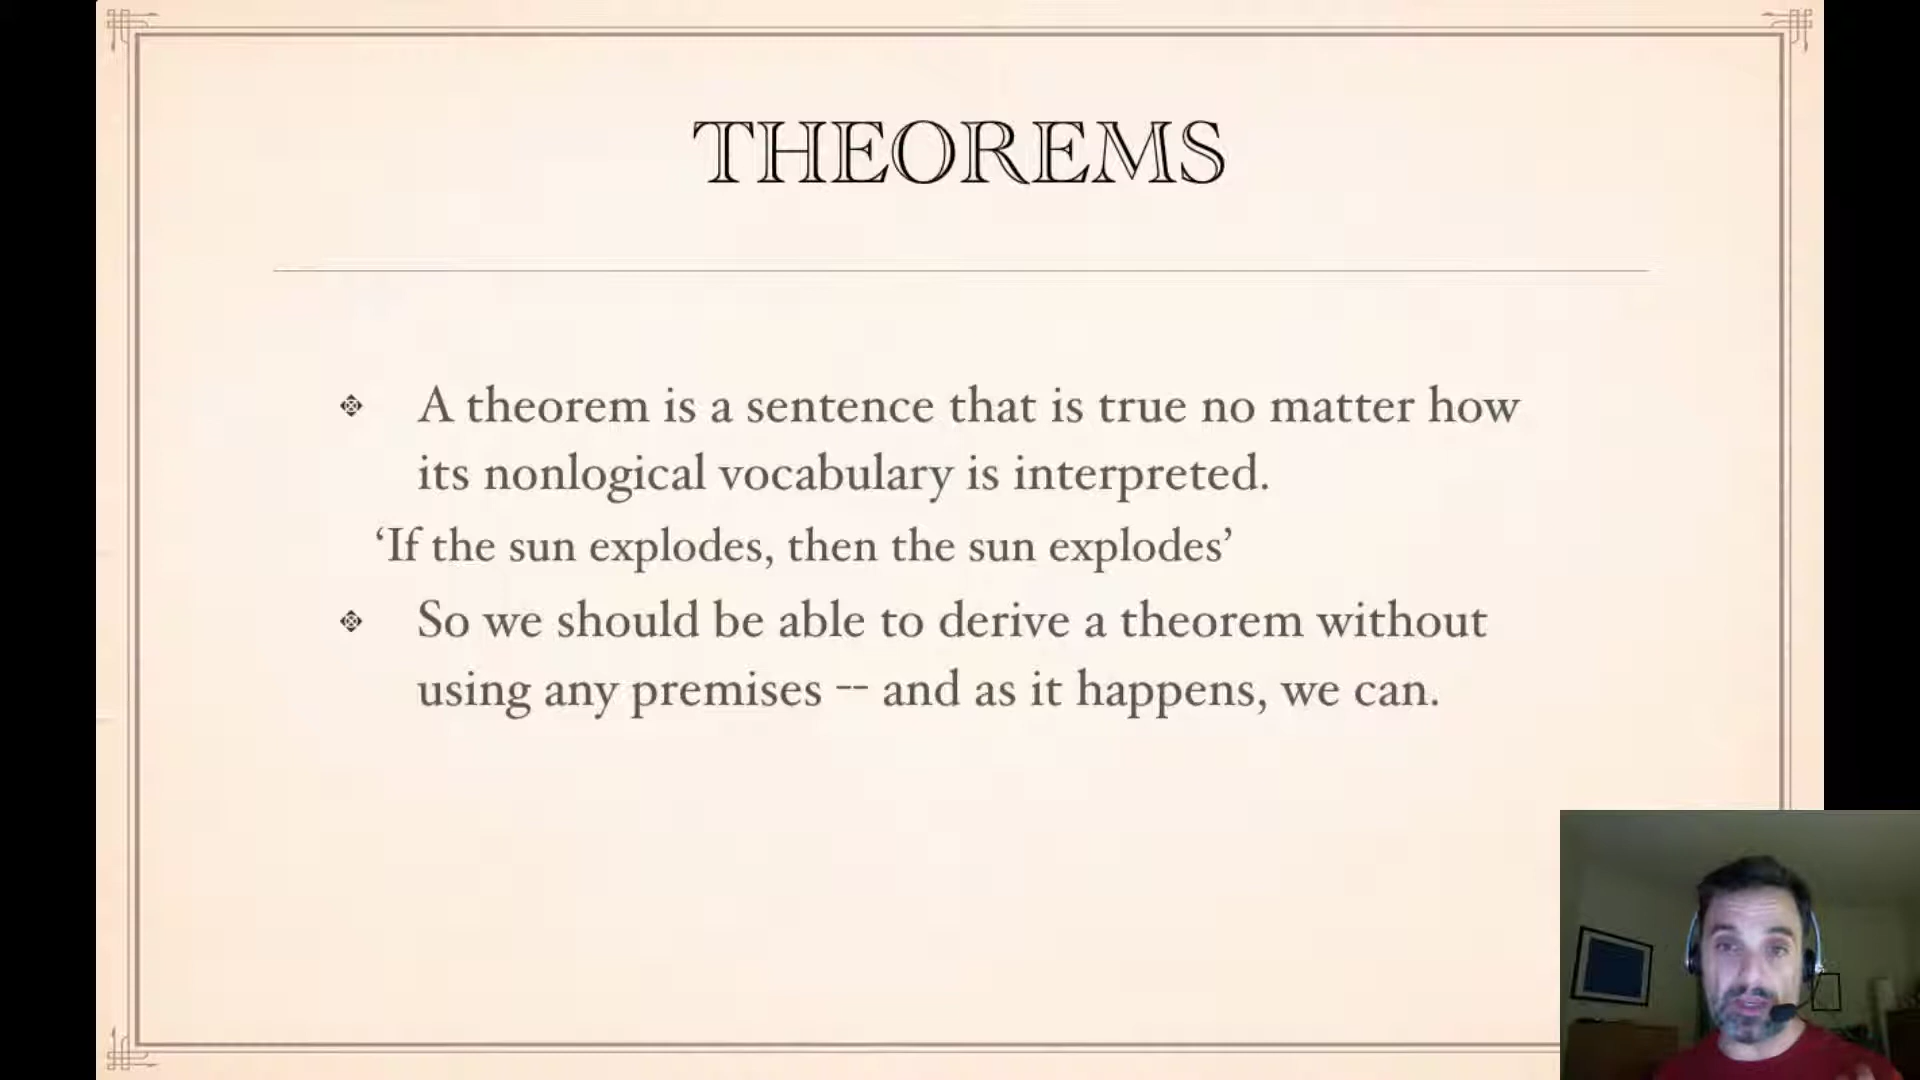 THEOREMS
A theorem is a sentence that is true no matter how
its nonlogical vocabulary is interpreted.
‘If the sun explodes, then the sun explodes’
So we should be able to derive a theorem without
using any premises -- and as it happens, we can.